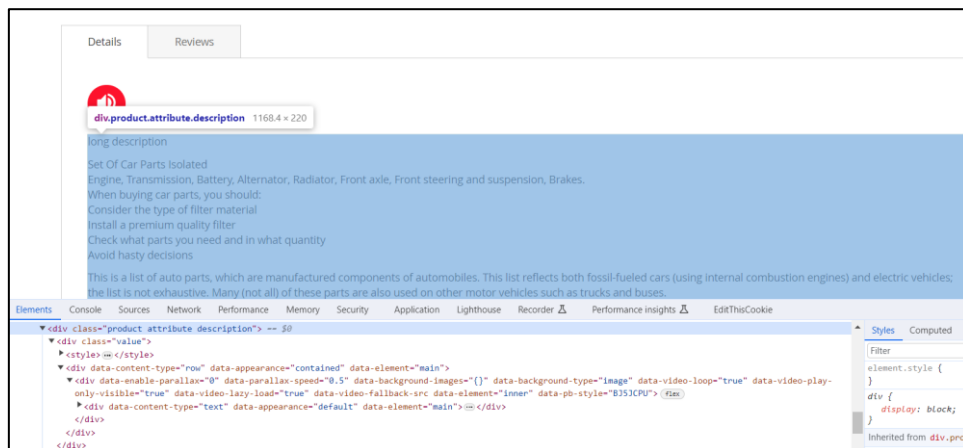 Details Reviews
div.product.attribute.description 1168.4 × 220
long description
Set Of Car Parts Isolated
Engine, Transmission, Battery, Alternator, Radiator, Front axle, Front steering and suspension, Brakes.
When buying car parts, you should:
Consider the type of filter material
Install a premium quality filter
Check what parts you need and in what quantity
Avoid hasty decisions
This is a list of auto parts, which are manufactured components of automobiles. This list reflects both fossil-fueled cars (using internal combustion engines) and electric vehicles;
the list is not exhaustive. Many (not all) of these parts are also used on other motor vehicles such as trucks and buses.
Elements Console Sources Network Performance Memory Security Application Lighthouse Recorder Performance insights EditThisCookie
<div class="product attribute description"> == $0
<div class="value">
<style> ⋯ </style>
<div data-content-type="row" data-appearance="contained" data-element="main">
<div data-enable-parallax="0" data-parallax-speed="0.5" data-background-images="{}" data-background-type="image" data-video-loop="true" data-video-play-
only-visible="true" data-video-lazy-load="true" data-video-fallback-src data-element="inner" data-pb-style="BJ5JCPU"> flex
<div data-content-type="text" data-appearance="default" data-element="main"> ⋯ </div>
</div>
</div>
</div>
Styles Computed
Filter
element.style {
}
div {
display: block;
}
Inherited from div.pro